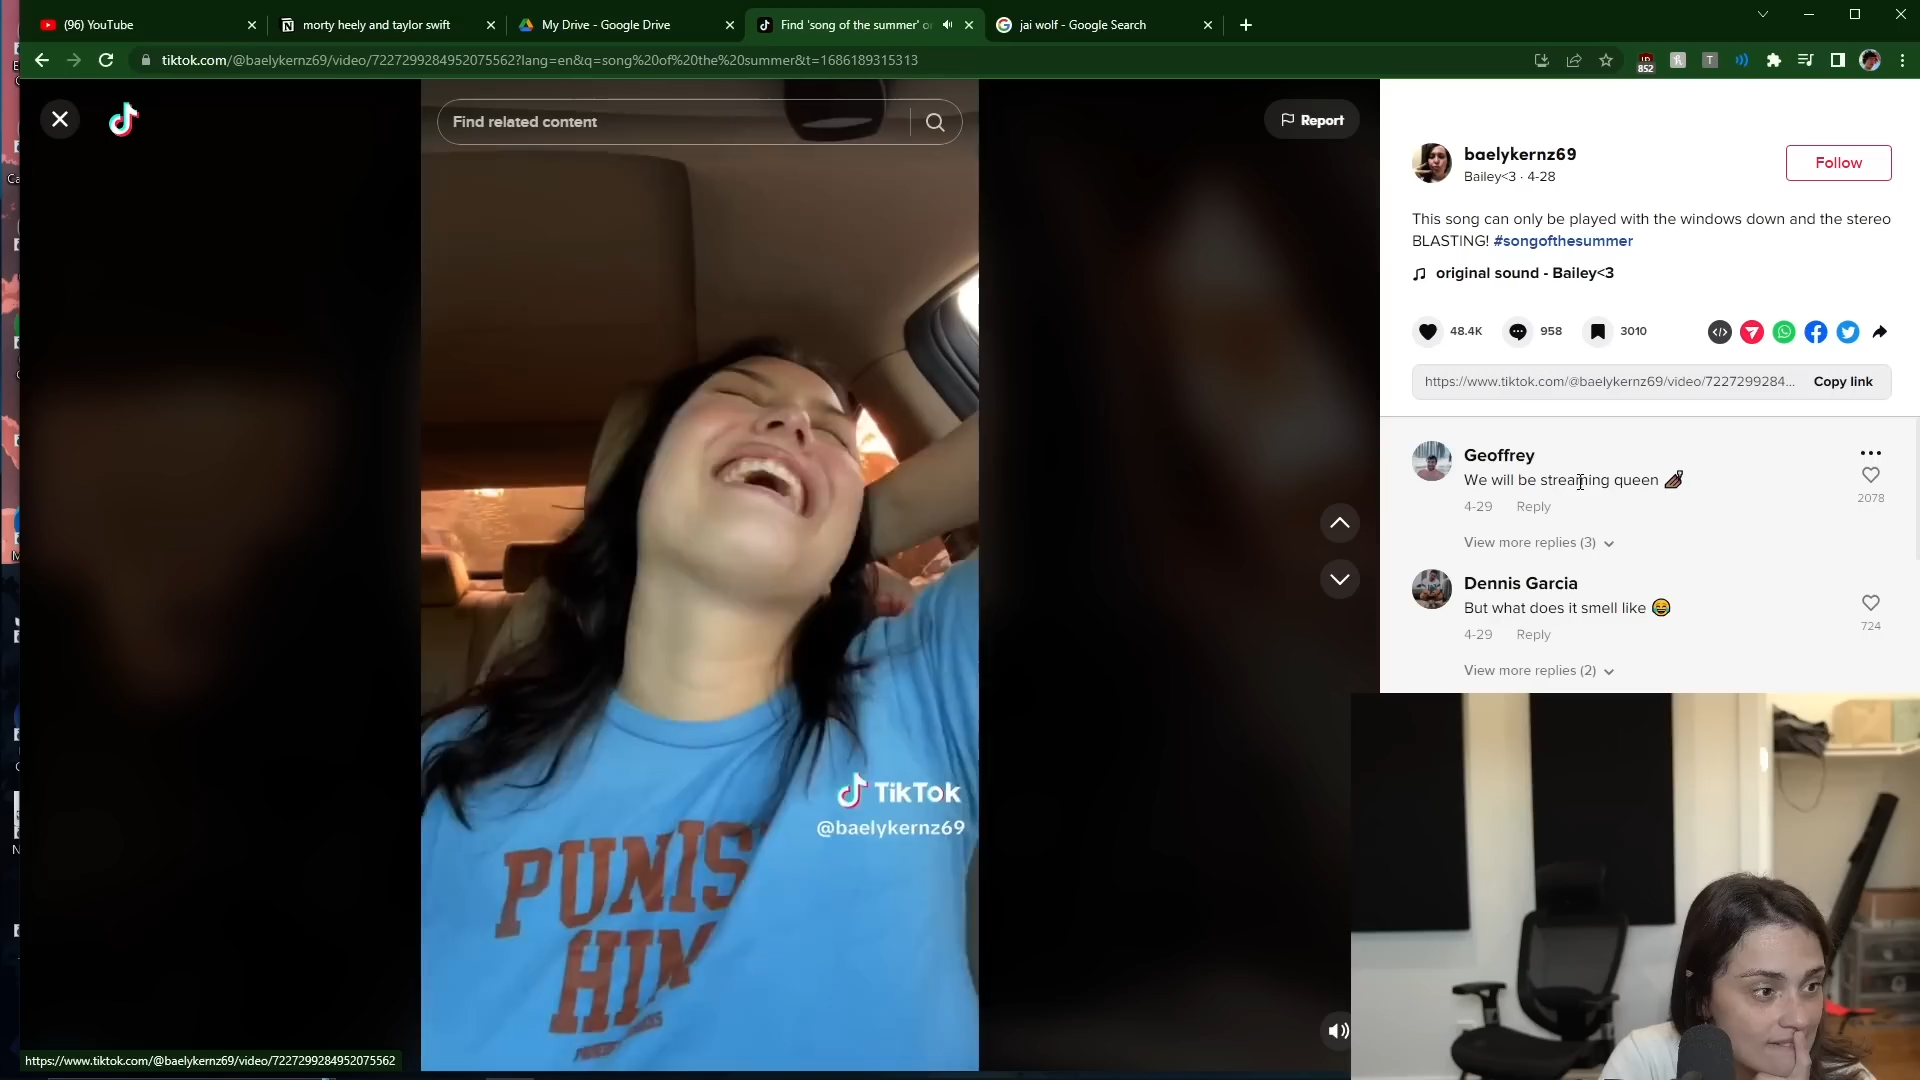 (96) YouTube
morty heely and taylor swift
My Drive - Google Drive
Find 'song of the summer' o
jai wolf - Google Search
tiktok.com/@baelykernz69/video/7227299284952075562?lang=en&q=song%20of%20the%20summer&t=1686189315313
852
Find related content
Report
baelykernz69
Bailey<3 · 4-28
Follow
This song can only be played with the windows down and the stereo
BLASTING! #songofthesummer
original sound - Bailey<3
48.4K
958
3010
https://www.tiktok.com/@baelykernz69/video/7227299284...
Copy link
Geoffrey
We will be streaming queen 💅🏿
4-29 Reply
2078
View more replies (3)
Dennis Garcia
But what does it smell like 😂
4-29 Reply
724
View more replies (2)
TikTok
@baelykernz69
PUNIS
HIM
https://www.tiktok.com/@baelykernz69/video/7227299284952075562